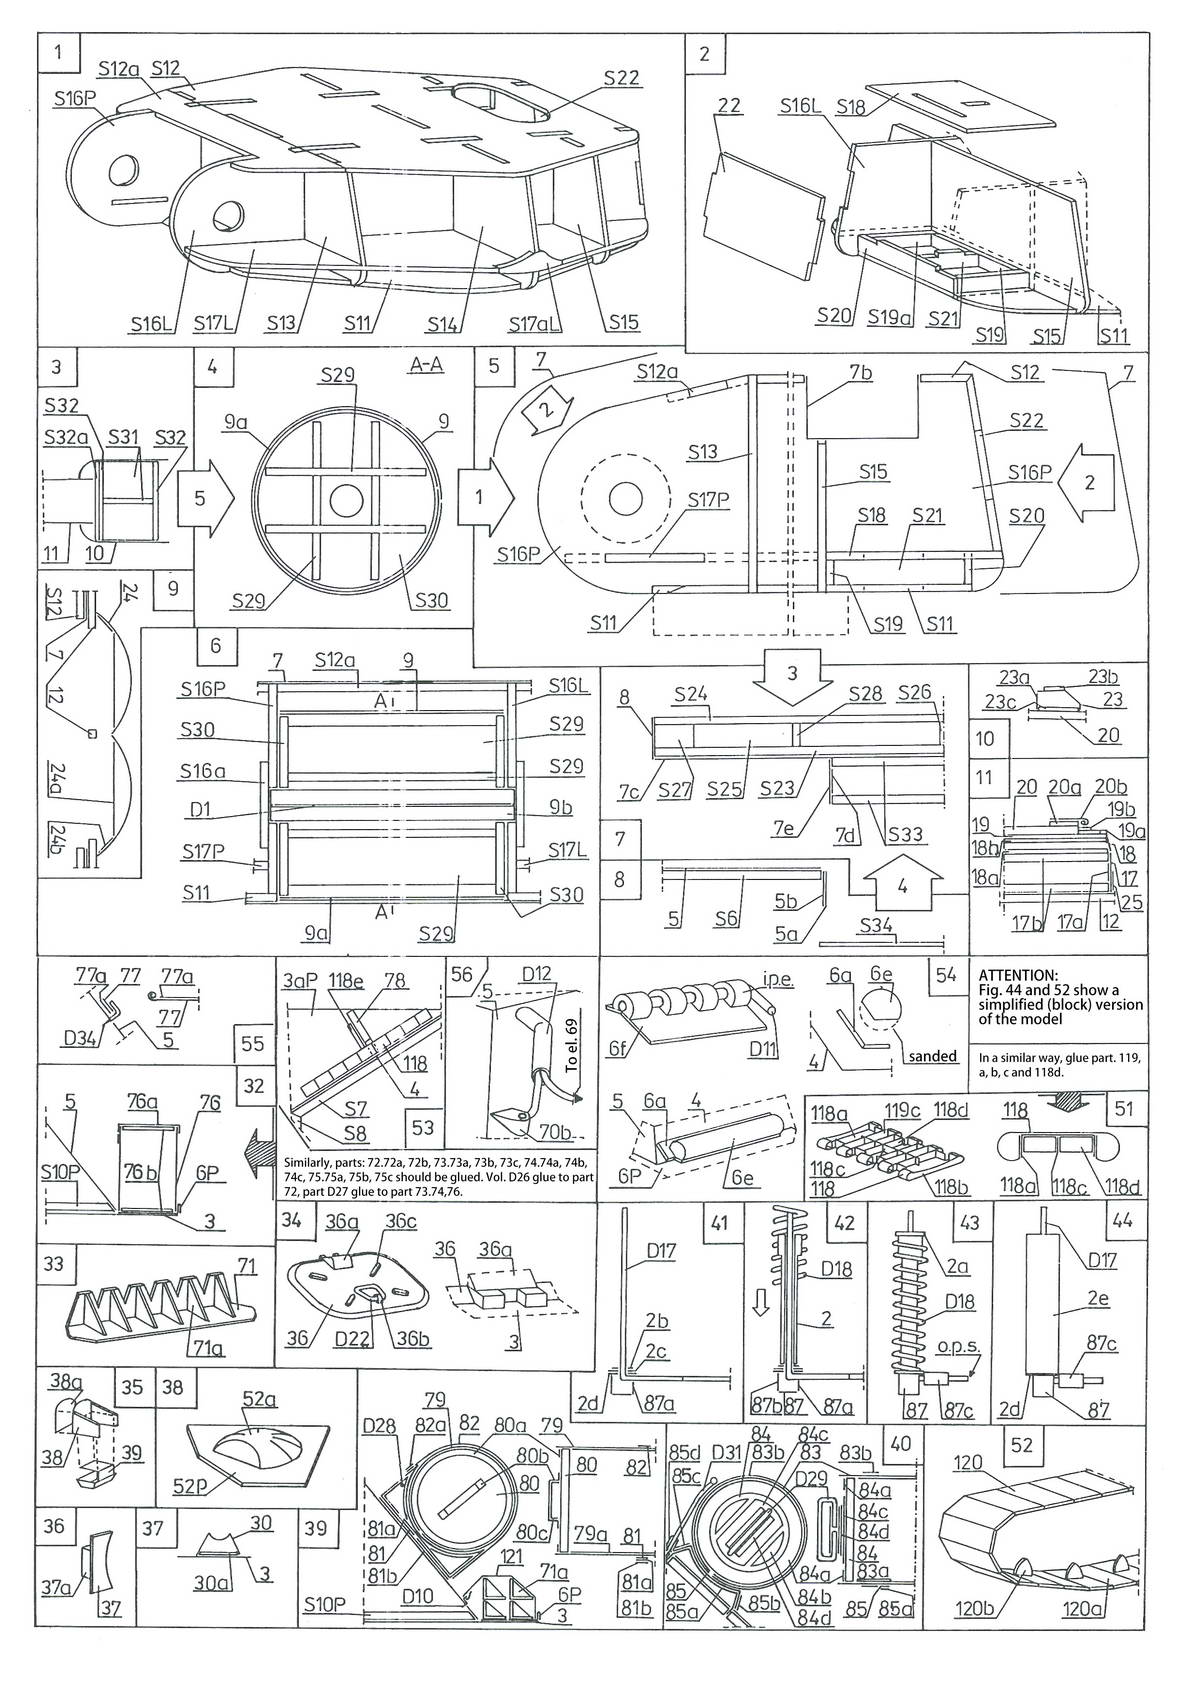 1
S12a S12
S16P
S22
S16L S17L S13 S11 S14 S17aL S15
2
22
S16L S18
S20 S19a S21 S19 S15 S11
3
S32
S32a S31 S32
11 10
4
A-A
S29
9a 9
S29 S30
5
1
5
7
2
S12a
7b
S12
7
S22
S13
S15
S16P
2
S17P
S18 S21 S20
S16P
S11 S19 S11
9
S12
24
7
12
24a
24b
6
7 S12a 9
S16P
A
S16L
S30
S29
S16a
S29
D1
9b
S17P
S17L
S11
A
S30
9a S29
3
8
S24
S28
S26
7c S27 S25 S23
7e 7d S33
7
8
5 S6
5b
5a
4
S34
23a 23b
23c 23
20
10
11
20 20a 20b
19b
19 19a
18b 18
18a 17
25
17b 17a 12
77a 77 77a
77
D34 5
55
3aP 118e 78
118
4
S7
S8
53
56
5
D12
To el. 69
70b
Similarly, parts: 72.72a, 72b, 73.73a, 73b, 73c, 74.74a, 74b,
74c, 75.75a, 75b, 75c should be glued. Vol. D26 glue to part
72, part D27 glue to part 73.74,76.
i.p.e.
6f D11
6a 6e
54
4
sanded
5 6a 4
6P 6e
ATTENTION:
Fig. 44 and 52 show a
simplified (block) version
of the model
In a similar way, glue part. 119,
a, b, c and 118d.
32
5
76a 76
S10P
76b
6P
3
118a 119c 118d
118c
118
118b
118
51
118a 118c 118d
33
71
71a
34
36a 36c
36 D22 36b
36
36a
3
41
D17
2b
2c
2d 87a
42
D18
2
87b 87 87a
43
2a
D18
o.p.s.
87 87c
44
D17
2e
87c
2d 87
38a
35
38
39
38
52a
52P
36
37a
37
37
30
30a 3
39
D28
79
82a
82 80a
80b
80
81a
81
81b
D10
121
71a
6P
S10P
3
79
80 82
80c
79a 81
81a
81b
40
85d
85c
D31
84
83b
84c
83
D29
83b
84a
84c
84d
84
83a
84a
85
85a 85b
84b
84d
85 85a
52
120
120b 120a